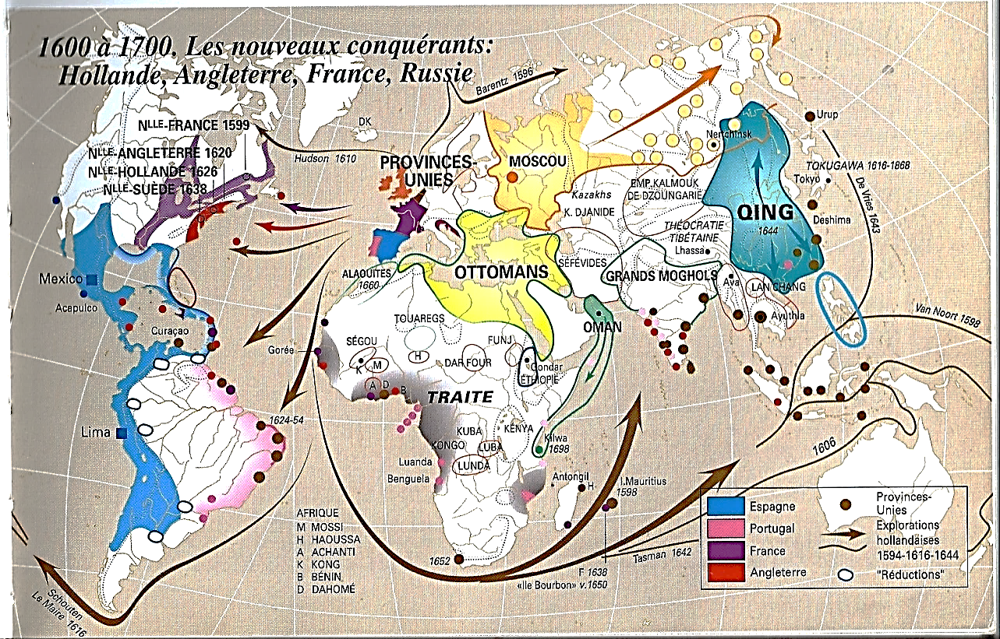 1600 à 1700. Les nouveaux conquérants:
Hollande, Angleterre, France, Russie
Barentz 1596
DK
NLLE-FRANCE 1599
Hudson 1610
NLLE-ANGLETERRE 1620
NLLE-HOLLANDE 1626
NLLE-SUÈDE 1638
PROVINCES-
UNIES
MOSCOU
Nertchinsk
Urup
TOKUGAWA 1616-1868
Tokyo
De Vries 1643
Deshima
EMP. KALMOUK
DE DZOUNGARIE
Kazakhs
K. DJANIDE
QING
1644
THÉOCRATIE
TIBÉTAINE
Lhassa
SÉFÉVIDES
OTTOMANS
GRANDS MOGHOLS
ALAOUITES
1660
Mexico
Acapulco
Curaçao
Ava
LAN CHANG
Ayuthia
Van Noort 1598
TOUAREGS
OMAN
SÉGOU
FUNJ
Gorée
K
M
H
DAR FOUR
Gondar
ÉTHIOPIE
A
D
B
TRAITE
Lima
1624-54
KUBA
KÉNYA
KONGO
LUBA
Kilwa
1698
LUNDA
Luanda
Benguela
Antongil
H
I. Mauritius
1598
1606
AFRIQUE
M MOSSI
H HAOUSSA
A ACHANTI
K KONG
B BÉNIN
D DAHOMÉ
1652
F 1638
«Ile Bourbon» v.1650
Tasman 1642
Schouten
Le Maire 1616
Espagne
Portugal
France
Angleterre
Provinces-
Unies
Explorations
hollandaises
1594-1616-1644
"Réductions"